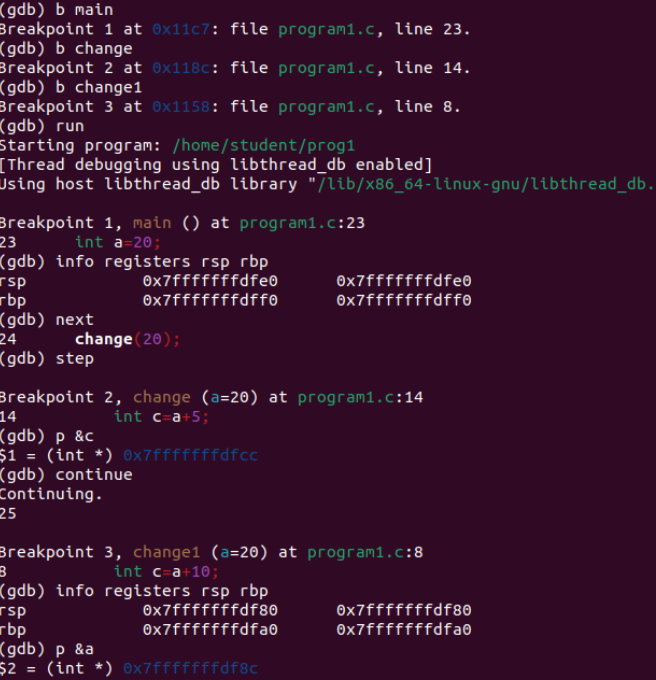 (gdb) b main
Breakpoint 1 at 0x11c7: file program1.c, line 23.
(gdb) b change
Breakpoint 2 at 0x118c: file program1.c, line 14.
(gdb) b change1
Breakpoint 3 at 0x1158: file program1.c, line 8.
(gdb) run
Starting program: /home/student/prog1
[Thread debugging using libthread_db enabled]
Using host libthread_db library "/lib/x86_64-linux-gnu/libthread_db.
Breakpoint 1, main () at program1.c:23
23 int a=20;
(gdb) info registers rsp rbp
rsp 0x7fffffffdfe0 0x7fffffffdfe0
rbp 0x7fffffffdff0 0x7fffffffdff0
(gdb) next
24 change(20);
(gdb) step
Breakpoint 2, change (a=20) at program1.c:14
14 int c=a+5;
(gdb) p &c
$1 = (int *) 0x7fffffffdfcc
(gdb) continue
Continuing.
25
Breakpoint 3, change1 (a=20) at program1.c:8
8 int c=a+10;
(gdb) info registers rsp rbp
rsp 0x7fffffffdf80 0x7fffffffdf80
rbp 0x7fffffffdfa0 0x7fffffffdfa0
(gdb) p &a
$2 = (int *) 0x7fffffffdf8c